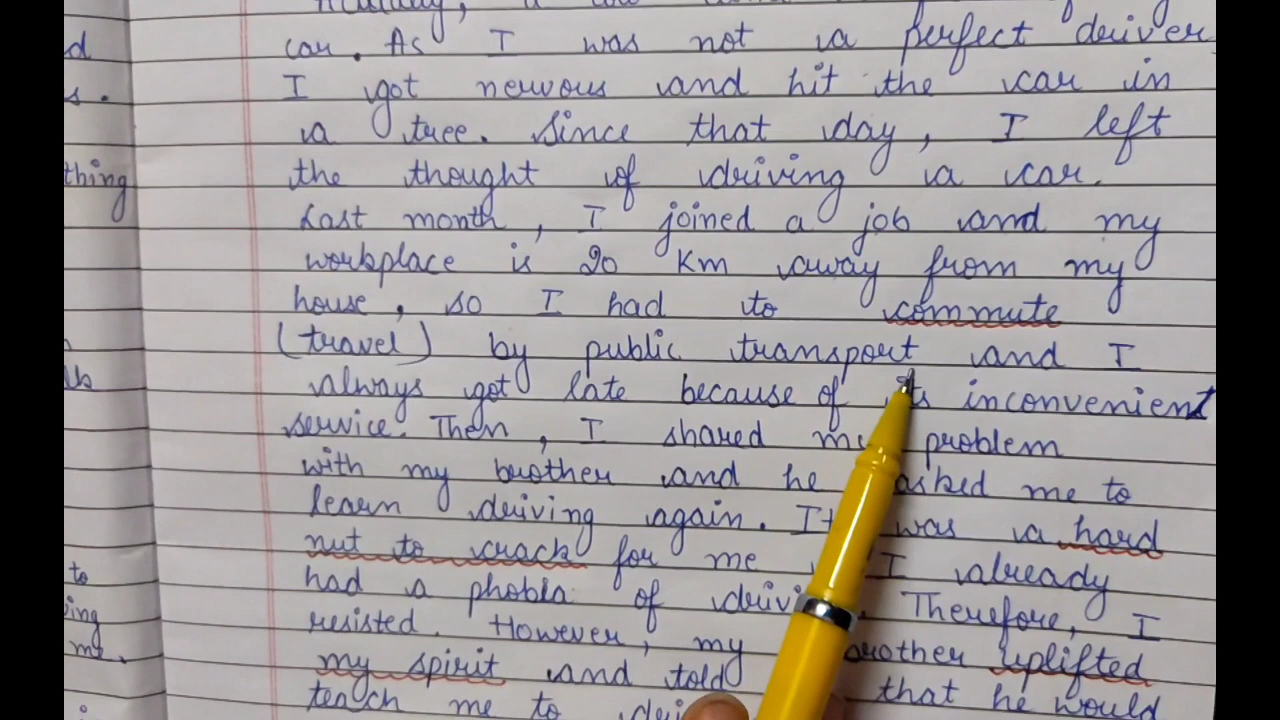 d
s.
thing
to
me.
car. As I was not a perfect driver
I got nervous and hit the car in
a tree. Since that day, I left
the thought of driving a car.
Last month, I joined a job and my
workplace is 20 Km away from my
house, so I had to commute
(travel) by public transport and I
always got late because of its inconvenient
service. Then, I shared my problem
with my brother and he asked me to
learn driving again. It was a hard
nut to crack for me I already
had a phobia of Therefore, I
resisted. However, my brother uplifted
my spirit and told that he would
teach me to